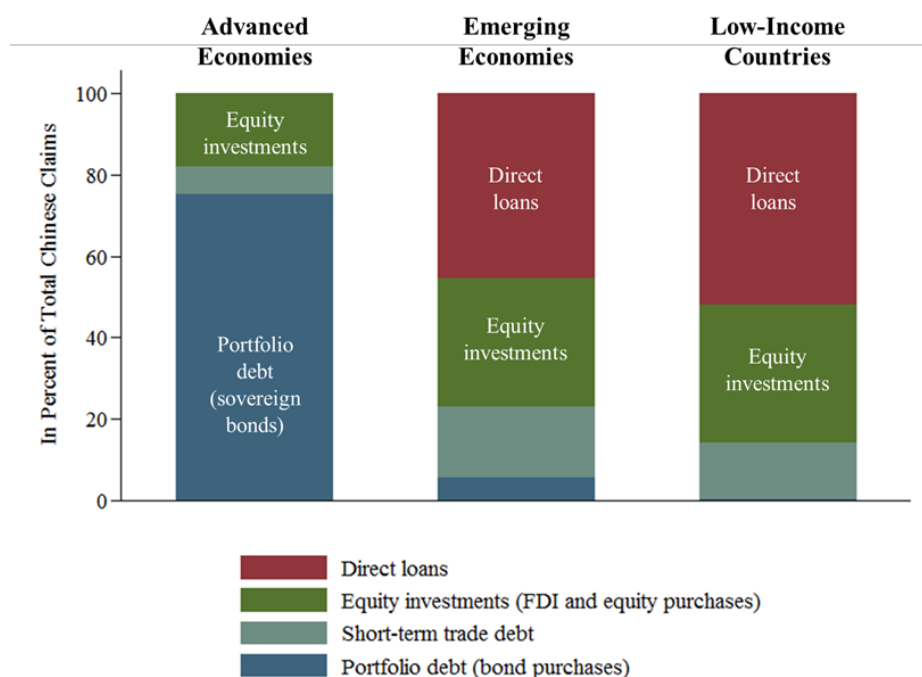 Advanced
Economies
Emerging
Economies
Low-Income
Countries
In Percent of Total Chinese Claims
100
80
60
40
20
0
Equity
investments
Portfolio
debt
(sovereign
bonds)
Direct
loans
Equity
investments
Direct
loans
Equity
investments
Direct loans
Equity investments (FDI and equity purchases)
Short-term trade debt
Portfolio debt (bond purchases)